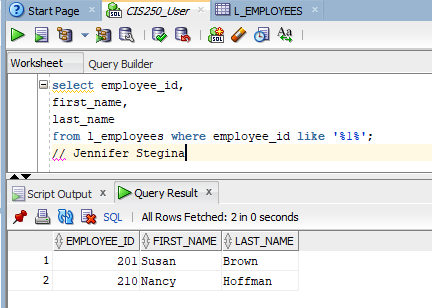 Start Page CIS250_User L_EMPLOYEES
Worksheet Query Builder
select employee_id,
first_name,
last_name
from l_employees where employee_id like '%1%';
// Jennifer Stegina
Script Output Query Result
SQL All Rows Fetched: 2 in 0 seconds
EMPLOYEE_ID FIRST_NAME LAST_NAME
1 201 Susan Brown
2 210 Nancy Hoffman